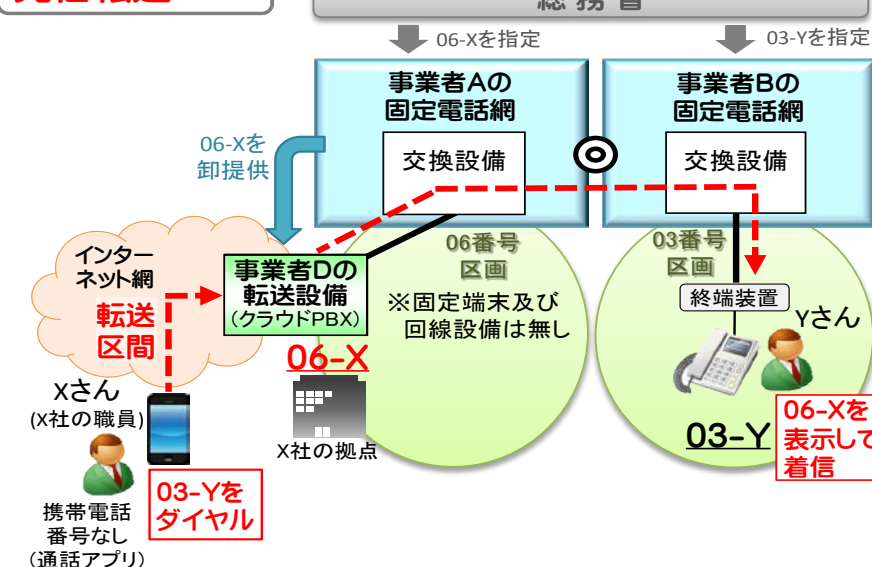 総務省
06-Xを指定
03-Yを指定
事業者Aの
固定電話網
事業者Bの
固定電話網
06-Xを
卸提供
交換設備
交換設備
インター
ネット網
転送
区間
事業者Dの
転送設備
(クラウドPBX)
06番号
区画
※固定端末及び
回線設備は無し
03番号
区画
終端装置
Yさん
06-X
X社の拠点
Xさん
(X社の職員)
03-Y
06-Xを
表示して
着信
03-Yを
ダイヤル
携帯電話
番号なし
(通話アプリ)